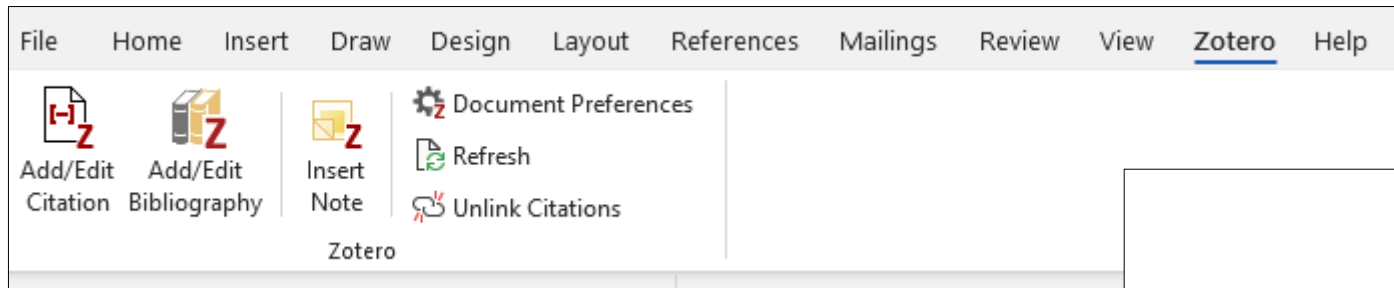 File Home Insert Draw Design Layout References Mailings Review View Zotero Help
[-]
Z
Z
Z
Add/Edit
Citation
Add/Edit
Bibliography
Insert
Note
Z Document Preferences
Refresh
Unlink Citations
Zotero